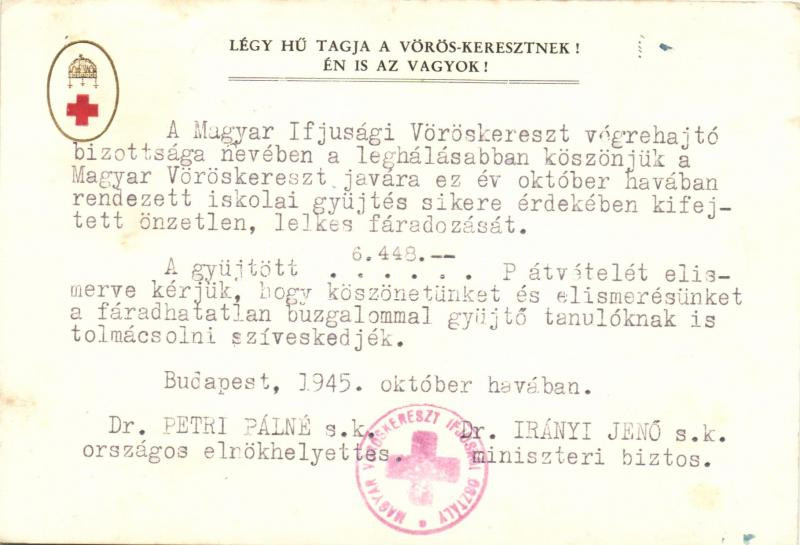 LÉGY HŰ TAGJA A VÖRÖS-KERESZTNEK!
ÉN IS AZ VAGYOK!
A Magyar Ifjusági Vöröskereszt végrehajtó
bizottsága nevében a leghálásabban köszönjük a
Magyar Vöröskereszt javára ez év október havában
rendezett iskolai gyüjtés sikere érdekében kifej-
tett önzetlen, lelkes fáradozását.
6.448.--
A gyüjtött . . . . . . P átvételét elis-
merve kérjük, hogy köszönetünket és elismerésünket
a fáradhatatlan buzgalommal gyüjtő tanulóknak is
tolmácsolni szíveskedjék.
Budapest, 1945. október havában.
Dr. PETRI PÁLNÉ s.k. Dr. IRÁNYI JENŐ s.k.
országos elnökhelyettes. miniszteri biztos.
MAGYAR VÖRÖSKERESZT IFJUSÁGI OSZTÁLY